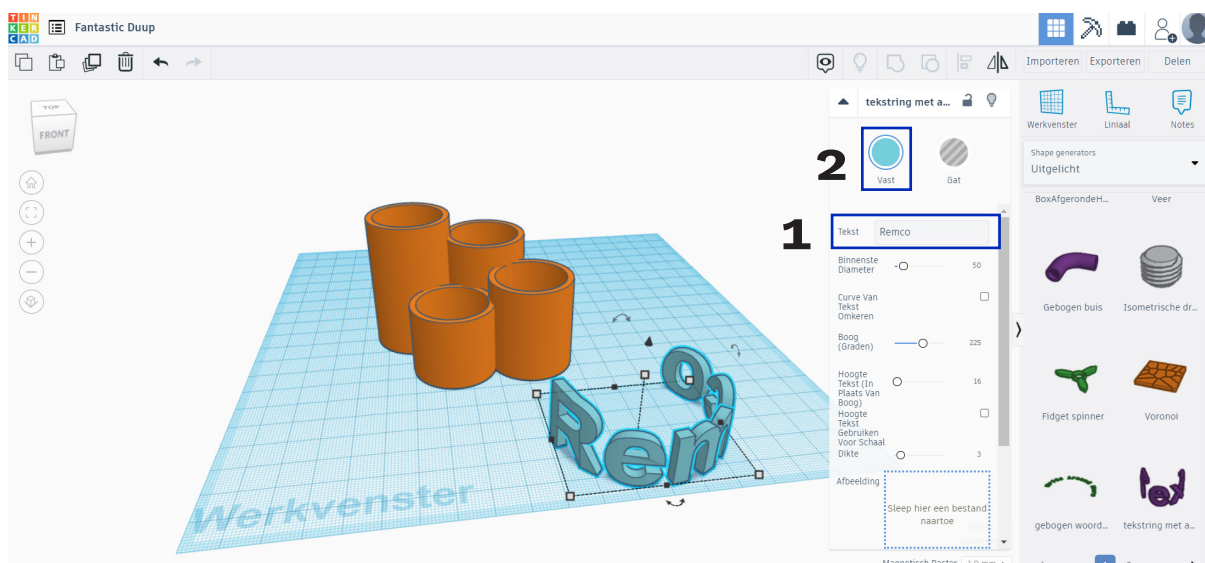 TIN
KER
CAD
Fantastic Duup
Importeren Exporteren Delen
TOP
FRONT
tekstring met a...
2
Vast
Gat
1
Tekst Remco
Binnenste
Diameter
50
Curve Van
Tekst
Omkeren
Boog
(Graden)
225
Hoogte
Tekst (In
Plaats Van
Boog)
16
Hoogte
Tekst
Gebruiken
Voor Schaal
Dikte
3
Afbeelding
Sleep hier een bestand
naartoe
Werkvenster
Liniaal
Notes
Shape generators
Uitgelicht
BoxAfgerondeH...
Veer
Gebogen buis
Isometrische dr...
Fidget spinner
Voronoi
gebogen woord...
tekstring met a...
Remco
Werkvenster
Magnetisch Raster